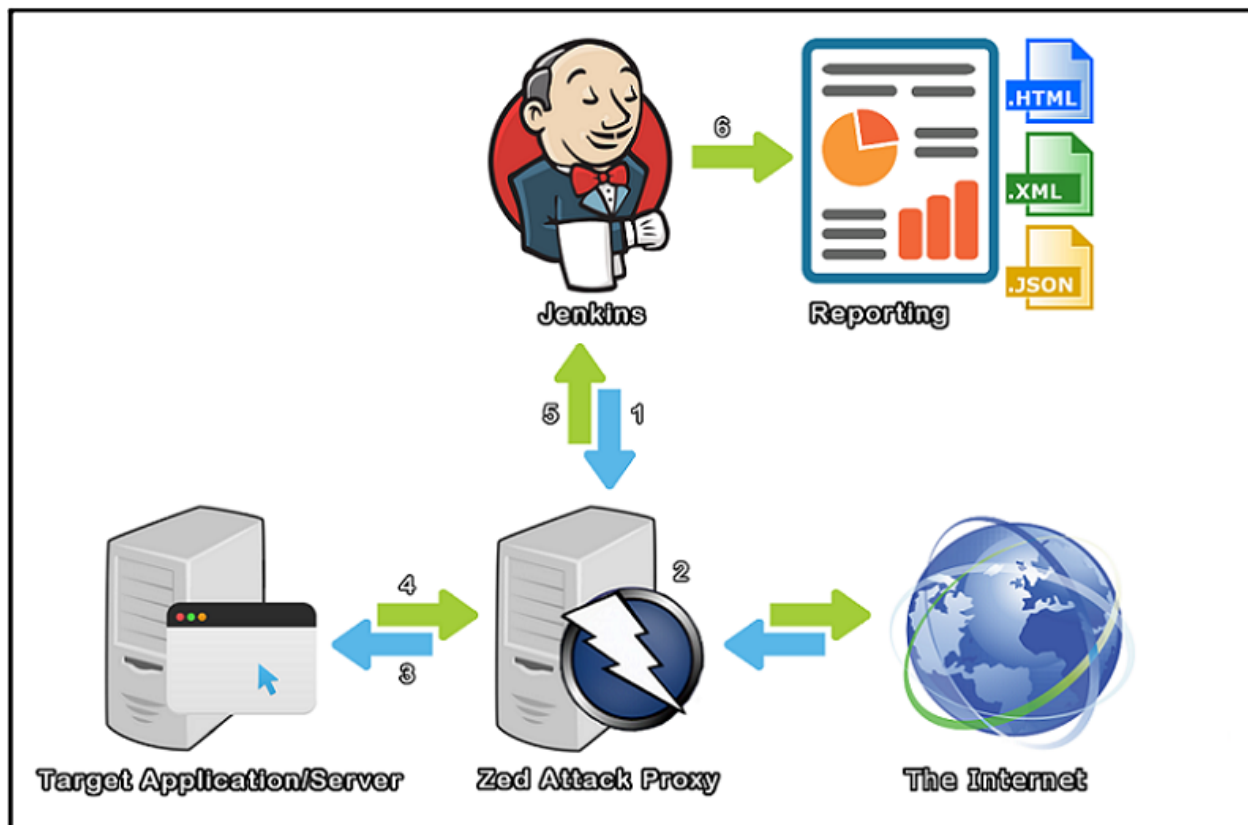 6
.HTML
.XML
.JSON
Jenkins
Reporting
5
1
2
4
3
Target Application/Server
Zed Attack Proxy
The Internet